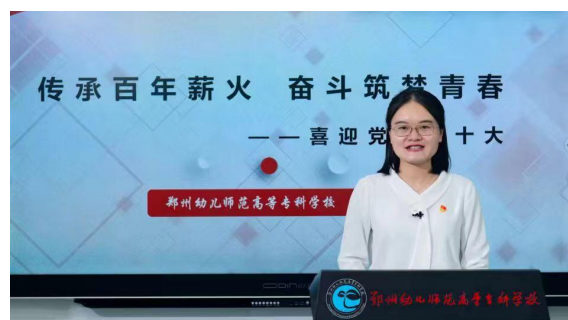 传承百年薪火 奋斗筑梦青春
——喜迎党 十大
郑州幼儿师范高等专科学校
郑州幼儿师范高等专科学校